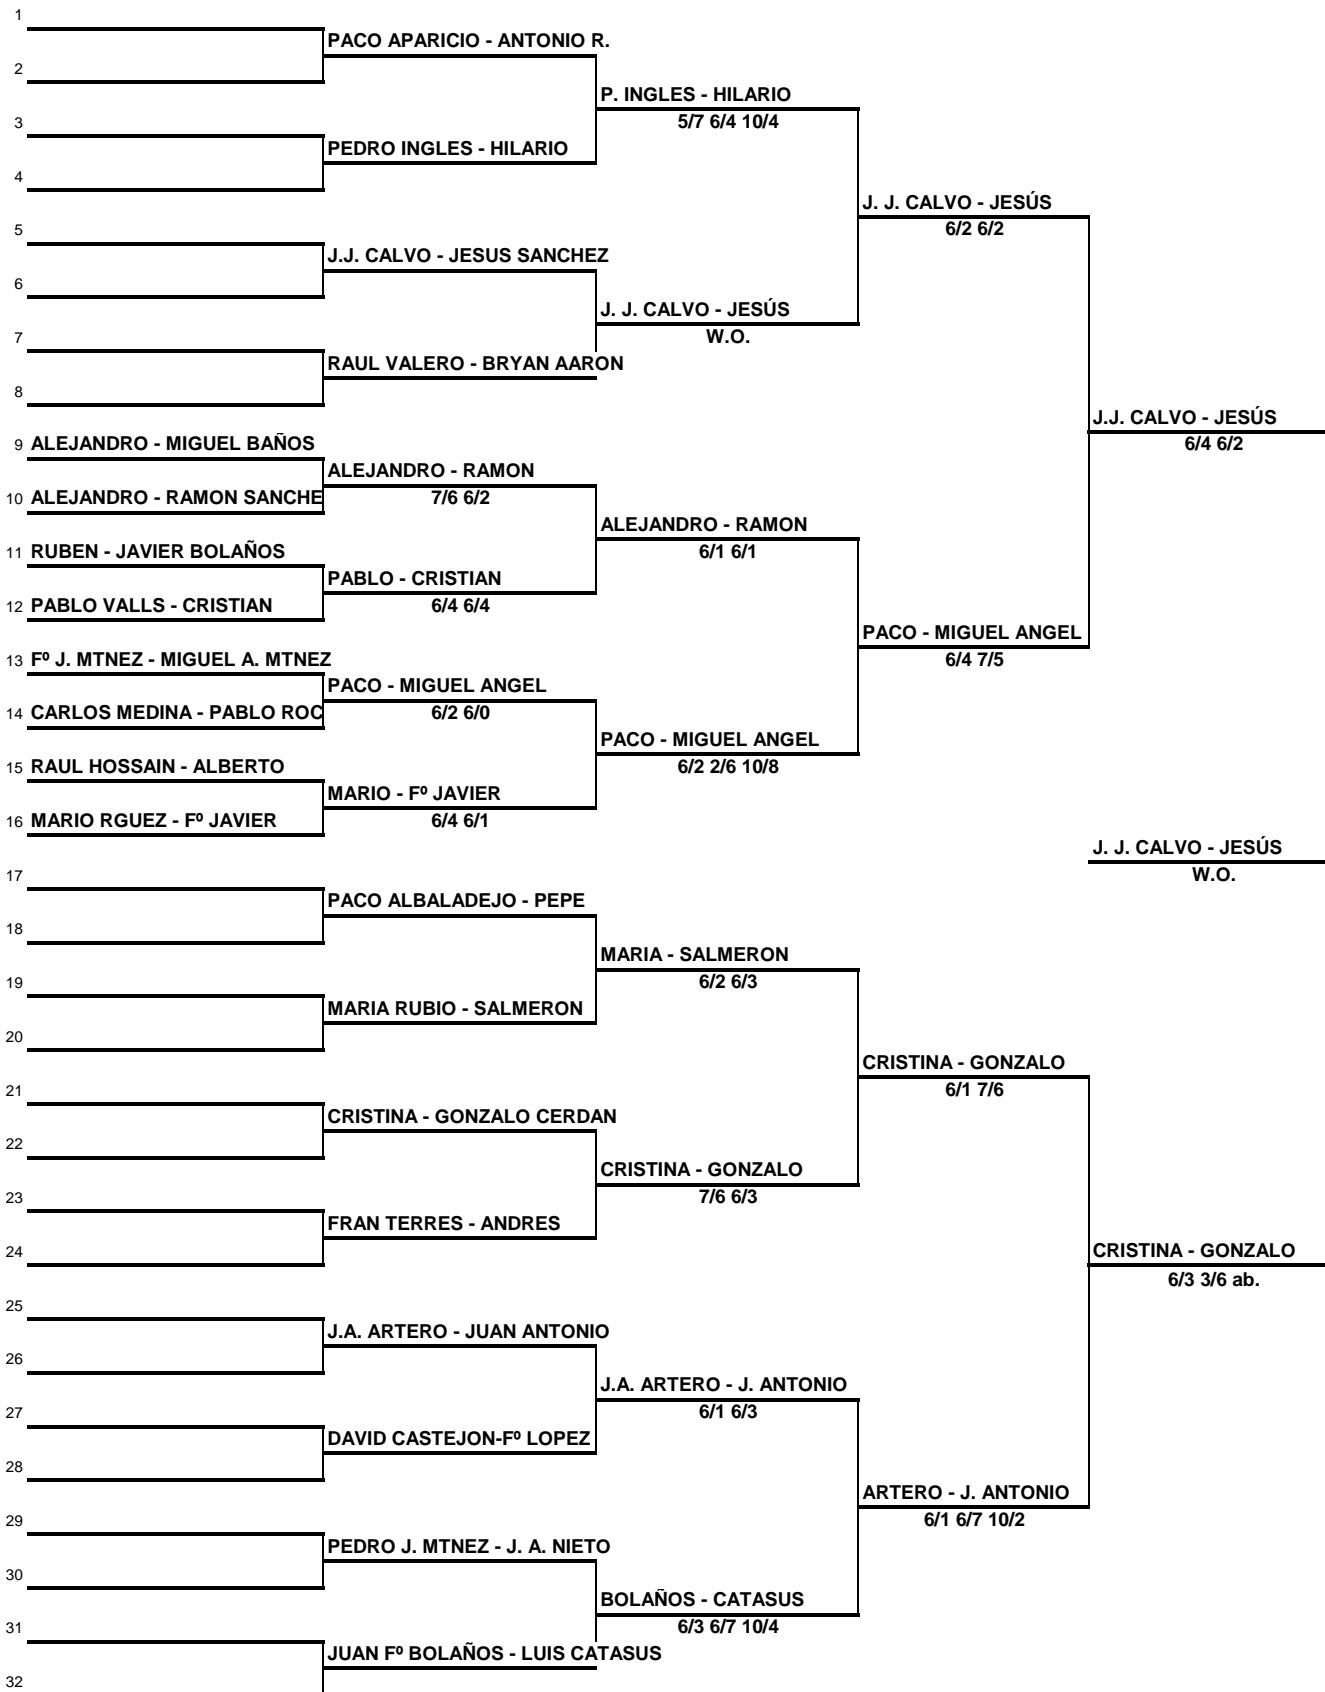 1
PACO APARICIO - ANTONIO R.
2
P. INGLES - HILARIO
3
5/7 6/4 10/4
PEDRO INGLES - HILARIO
4
J. J. CALVO - JESÚS
5
6/2 6/2
J.J. CALVO - JESUS SANCHEZ
6
J. J. CALVO - JESÚS
7
W.O.
RAUL VALERO - BRYAN AARON
8
J.J. CALVO - JESÚS
9 ALEJANDRO - MIGUEL BAÑOS
6/4 6/2
ALEJANDRO - RAMON
10 ALEJANDRO - RAMON SANCHE
7/6 6/2
ALEJANDRO - RAMON
11 RUBEN - JAVIER BOLAÑOS
6/1 6/1
PABLO - CRISTIAN
12 PABLO VALLS - CRISTIAN
6/4 6/4
PACO - MIGUEL ANGEL
13 Fº J. MTNEZ - MIGUEL A. MTNEZ
6/4 7/5
PACO - MIGUEL ANGEL
14 CARLOS MEDINA - PABLO ROC
6/2 6/0
PACO - MIGUEL ANGEL
15 RAUL HOSSAIN - ALBERTO
6/2 2/6 10/8
MARIO - Fº JAVIER
16 MARIO RGUEZ - Fº JAVIER
6/4 6/1
J. J. CALVO - JESÚS
17
W.O.
PACO ALBALADEJO - PEPE
18
MARIA - SALMERON
19
6/2 6/3
MARIA RUBIO - SALMERON
20
CRISTINA - GONZALO
21
6/1 7/6
CRISTINA - GONZALO CERDAN
22
CRISTINA - GONZALO
23
7/6 6/3
FRAN TERRES - ANDRES
24
CRISTINA - GONZALO
6/3 3/6 ab.
25
J.A. ARTERO - JUAN ANTONIO
26
J.A. ARTERO - J. ANTONIO
27
6/1 6/3
DAVID CASTEJON-Fº LOPEZ
28
ARTERO - J. ANTONIO
29
6/1 6/7 10/2
PEDRO J. MTNEZ - J. A. NIETO
30
BOLAÑOS - CATASUS
31
6/3 6/7 10/4
JUAN Fº BOLAÑOS - LUIS CATASUS
32